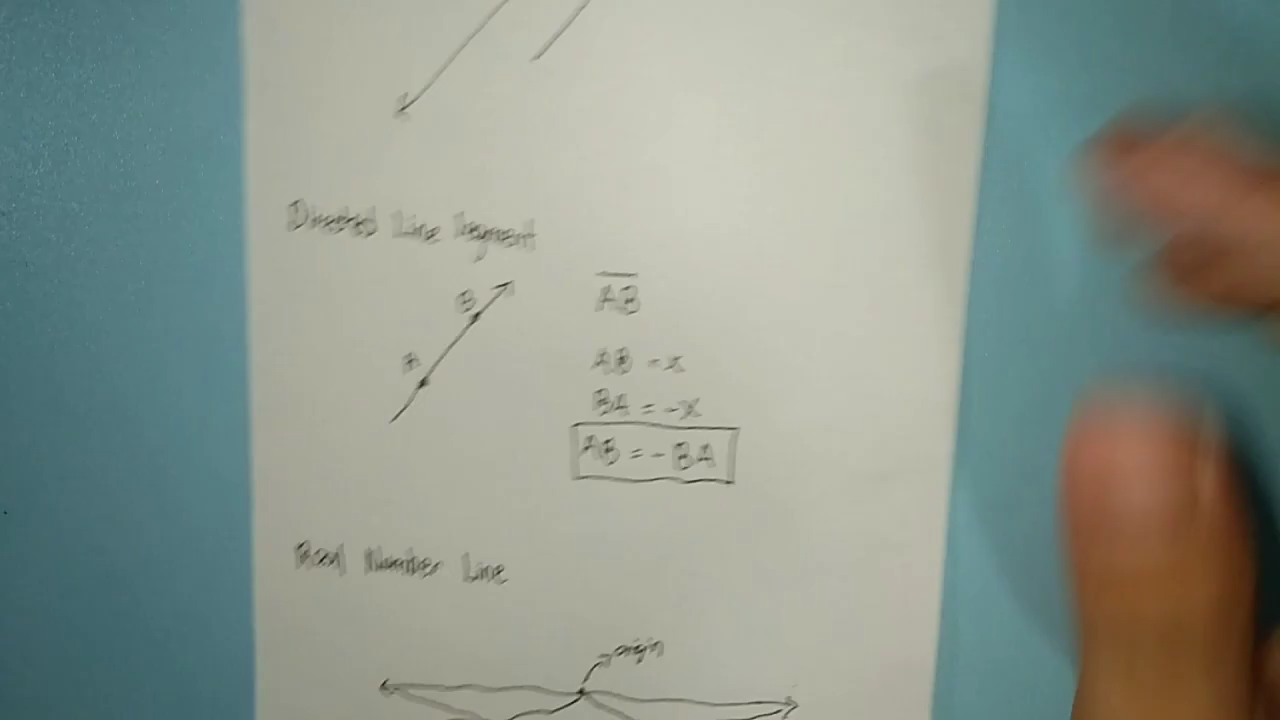 Directed Line Segment
B
A
AB
AB = x
BA = -x
AB = - BA
Real Number Line
origin